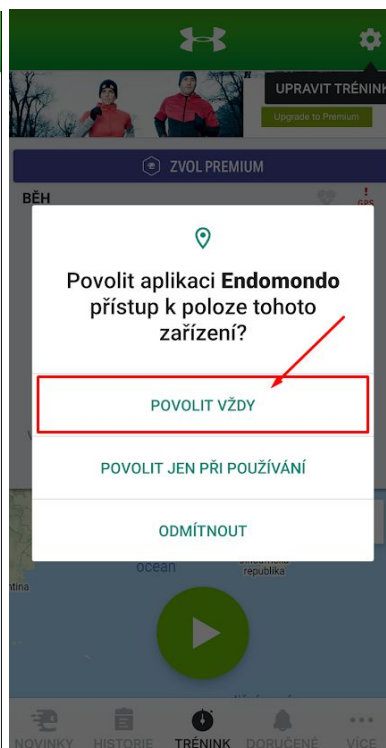 UPRAVIT TRÉNINK
Upgrade to Premium
ZVOL PREMIUM
BĚH
GPS
Povolit aplikaci Endomondo
přístup k poloze tohoto
zařízení?
POVOLIT VŽDY
POVOLIT JEN PŘI POUŽÍVÁNÍ
ODMÍTNOUT
ocean
republika
ntina
NOVINKY HISTORIE TRÉNINK DORUČENÉ VÍCE